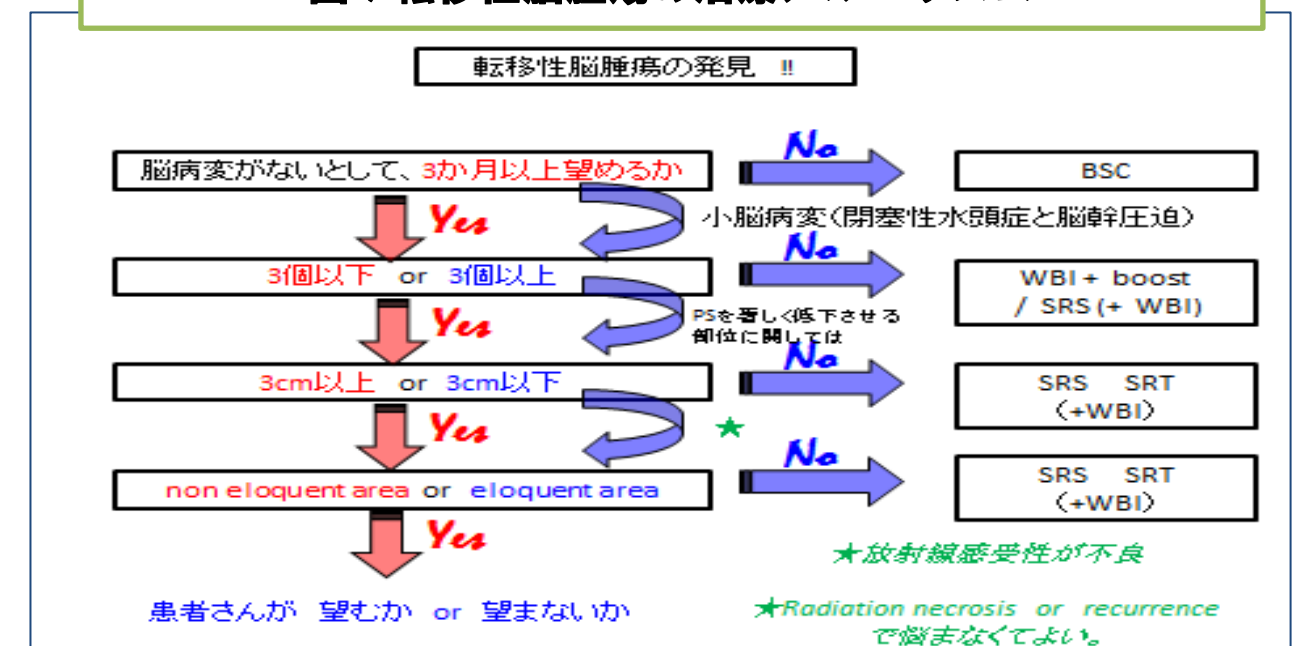 転移性脳腫瘍の発見 !!
No
脳病変がないとして、3か月以上望めるか
BSC
Yes
小脳病変(閉塞性水頭症と脳幹圧迫)
No
3個以下 or 3個以上
WBI + boost
/ SRS (+ WBI)
Yes
PSを著しく低下させる
部位に関しては
No
3cm以上 or 3cm以下
SRS SRT
(+WBI)
Yes
★
No
non eloquent area or eloquent area
SRS SRT
(+WBI)
Yes
★放射線感受性が不良
患者さんが 望むか or 望まないか
★Radiation necrosis or recurrence
で悩まなくてよい。